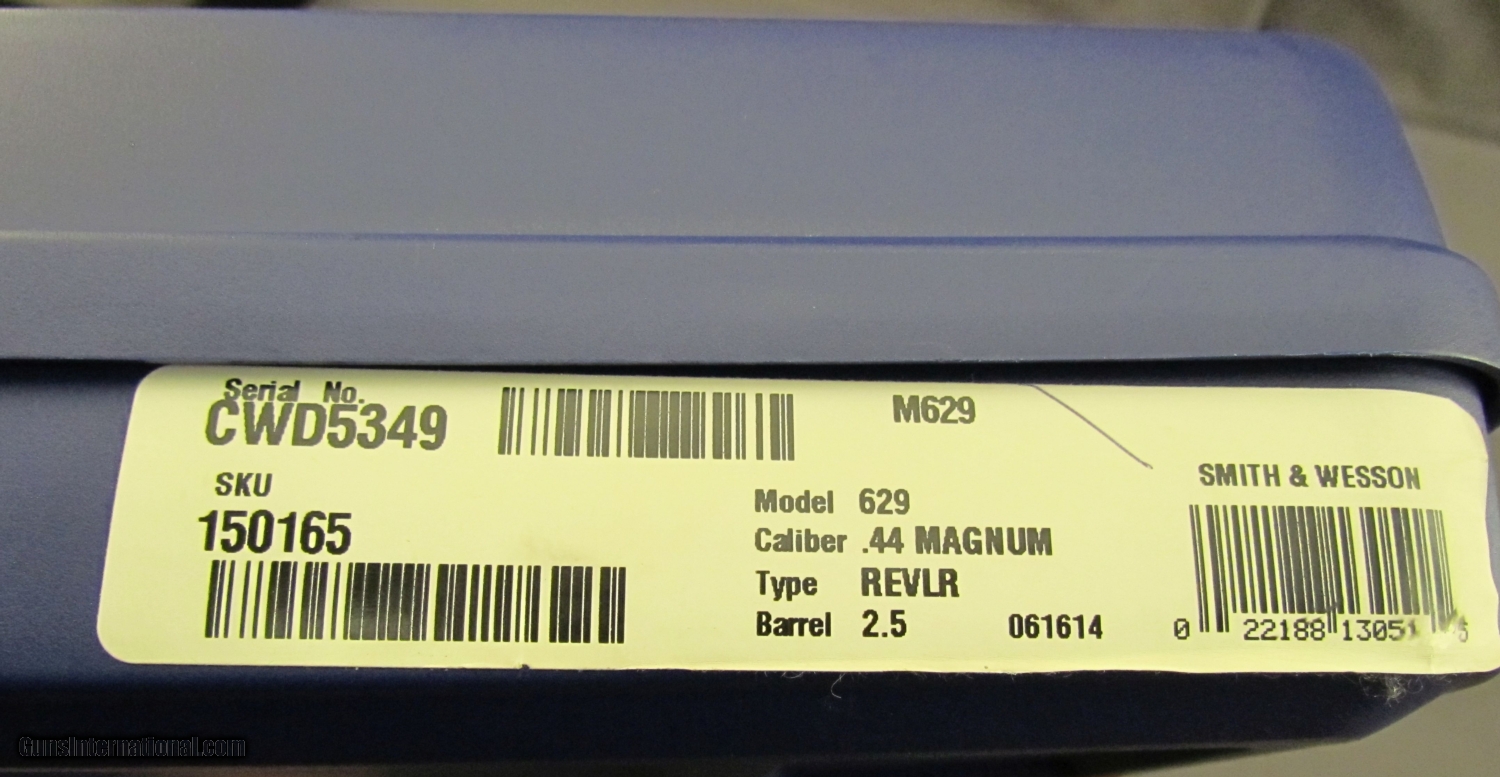 Serial No.
CWD5349
M629
SKU
150165
SMITH & WESSON
Model 629
Caliber .44 MAGNUM
Type REVLR
Barrel 2.5
061614
0 22188 13051
GunsInternational.com